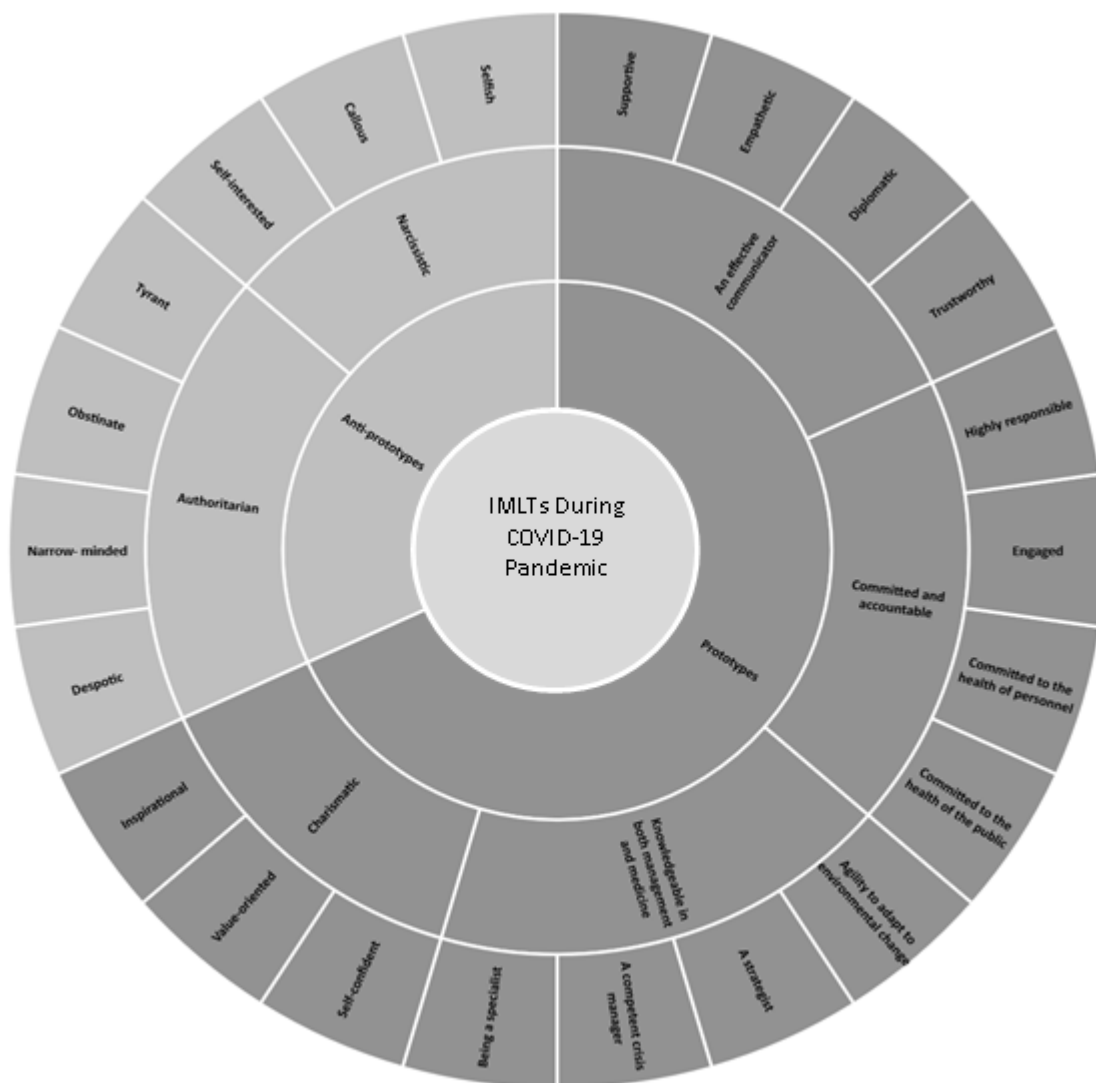 IMLTs During
COVID-19
Pandemic
Prototypes
An effective
communicator
Supportive
Empathetic
Diplomatic
Trustworthy
Committed and
accountable
Highly responsible
Engaged
Committed to the
health of personnel
Committed to the
health of the public
Knowledgeable in
both management
and medicine
Agility to adapt to
environmental change
A strategist
A competent crisis
manager
Being a specialist
Charismatic
Self-confident
Value-oriented
Inspirational
Anti-prototypes
Authoritarian
Despotic
Narrow- minded
Obstinate
Tyrant
Narcissistic
Self-interested
Callous
Selfish